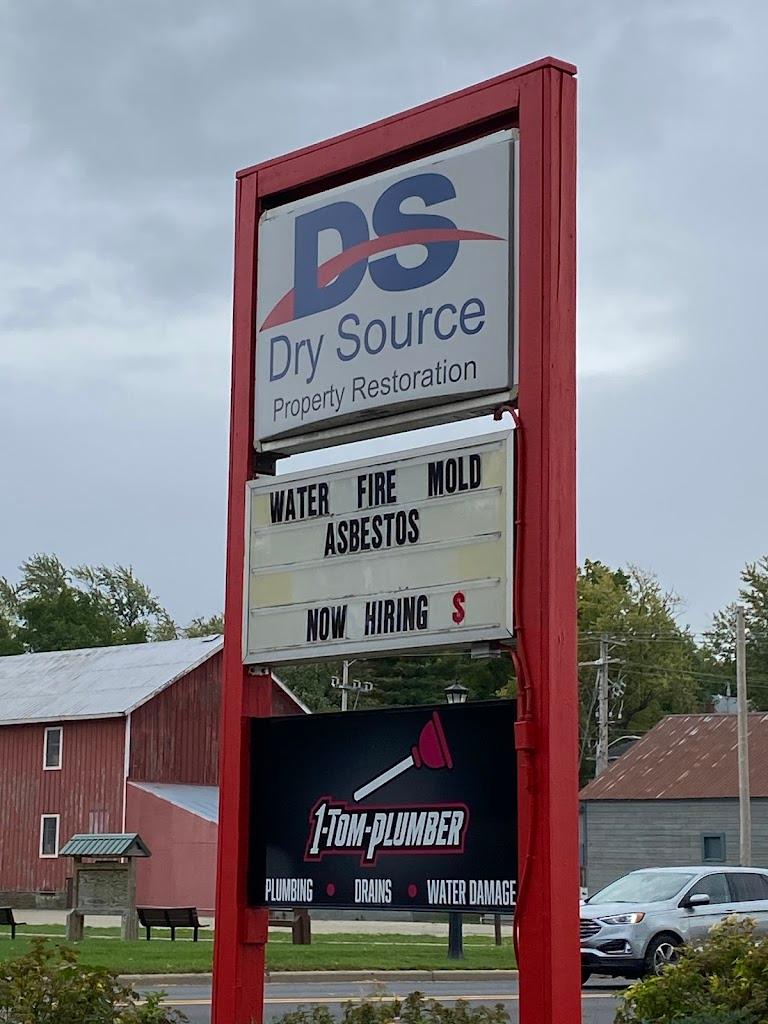 DS
Dry Source
Property Restoration
WATER FIRE MOLD
ASBESTOS
NOW HIRING $
1-TOM-PLUMBER
PLUMBING • DRAINS • WATER DAMAGE